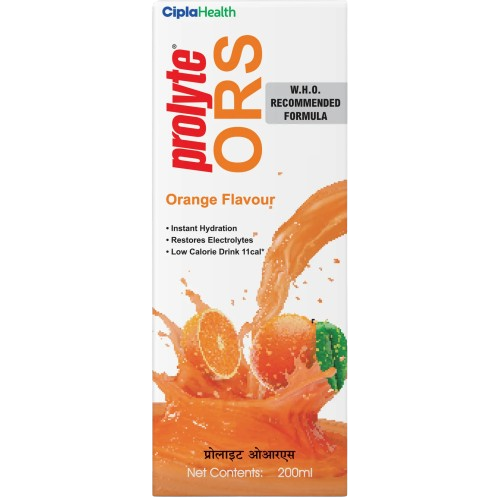 CiplaHealth
prolyte®
ORS
W.H.O.
RECOMMENDED
FORMULA
Orange Flavour
• Instant Hydration
• Restores Electrolytes
• Low Calorie Drink 11cal*
प्रोलाइट ओआरएस
Net Contents: 200ml